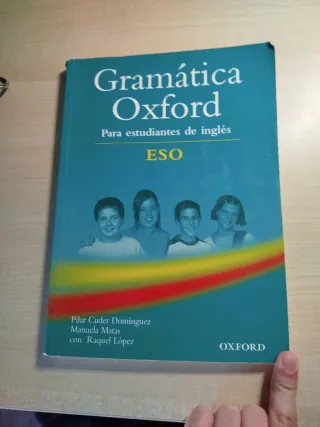 Gramática
Oxford
Para estudiantes de inglés
ESO
Pilar Cuder Domínguez
Manuela Matas
con Raquel López
OXFORD